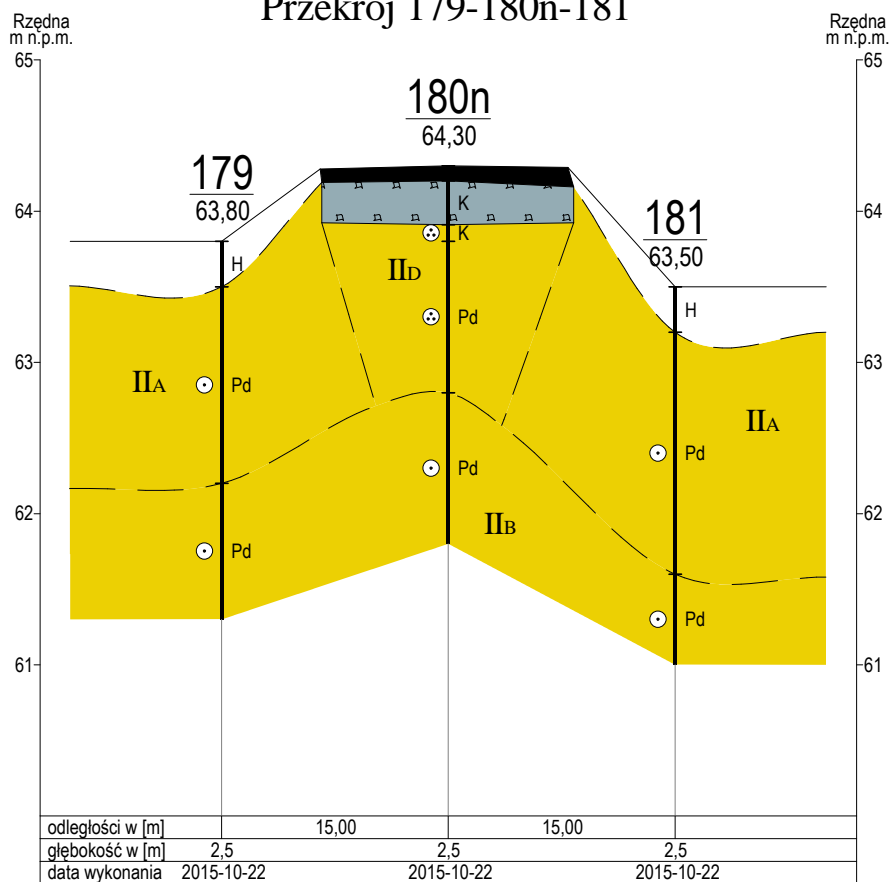 Przekrój 179-180n-181
Rzędna
m n.p.m.
Rzędna
m n.p.m.
65
65
180n
64,30
179
63,80
64
64
181
63,50
K
K
H
IID
H
Pd
63
63
IIA
Pd
IIA
Pd
Pd
62
62
IIB
Pd
Pd
61
61
odległości w [m] 15,00 15,00
głębokość w [m] 2,5 2,5 2,5
data wykonania 2015-10-22 2015-10-22 2015-10-22